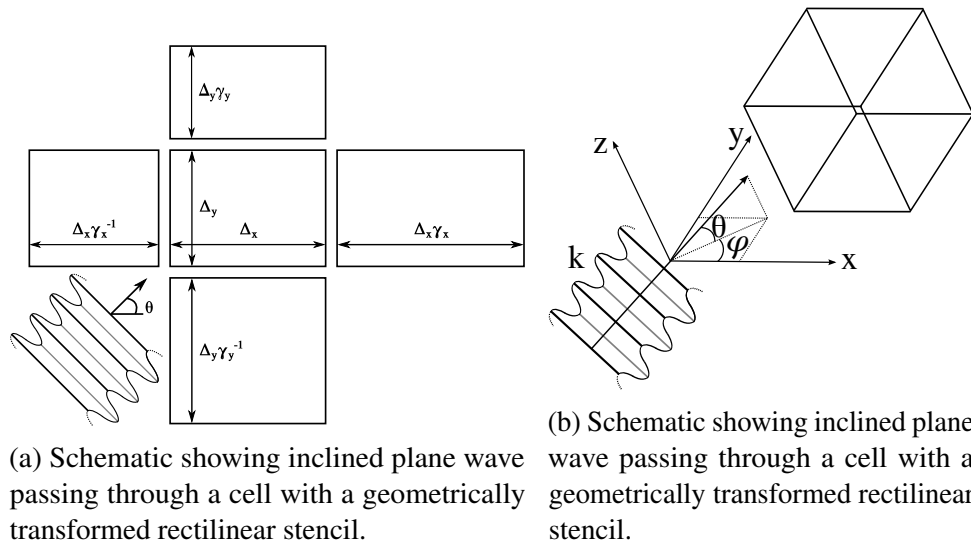 Δyγy
Δy
Δxγx⁻¹
Δx
Δxγx
θ
Δyγy⁻¹
(a) Schematic showing inclined plane wave
passing through a cell with a geometrically
transformed rectilinear stencil.
z
y
θ
φ
k
x
(b) Schematic showing inclined plane
wave passing through a cell with a
geometrically transformed rectilinear
stencil.